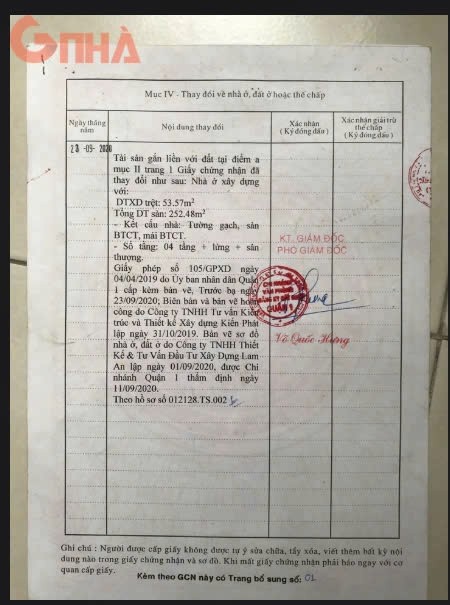 GNHÀ
Mục IV - Thay đổi về nhà ở, đất ở hoặc thế chấp
Ngày tháng năm
Nội dung thay đổi
Xác nhận
( Ký đóng dấu )
Xác nhận giải trừ thế chấp
( Ký đóng dấu )
23 -09- 2020
Tài sản gắn liền với đất tại điểm a
mục II trang 1 Giấy chứng nhận đã
thay đổi như sau: Nhà ở xây dựng
với:
DTXD trệt: 53.57m²
Tổng DT sàn: 252.48m²
- Kết cấu nhà: Tường gạch, sàn
BTCT, mái BTCT.
- Số tầng: 04 tầng + lửng + sân
thượng.
Giấy phép số 105/GPXD ngày
04/04/2019 do Ủy ban nhân dân Quận
1 cấp kèm bản vẽ, Trước bạ ngày
23/09/2020; Biên bản và bản vẽ hoàn
công do Công ty TNHH Tư vấn Kiến
trúc và Thiết kế Xây dựng Kiến Phát
lập ngày 31/10/2019. Bản vẽ sơ đồ
nhà ở, đất ở do Công ty TNHH Thiết
Kế & Tư Vấn Đầu Tư Xây Dựng Lam
An lập ngày 01/09/2020, được Chi
nhánh Quận 1 thẩm định ngày
11/09/2020.
Theo hồ sơ số 012128.TS.002
KT. GIÁM ĐỐC
PHÓ GIÁM ĐỐC
CHI NHÁNH
VĂN PHÒNG
QUẬN 1
Võ Quốc Hưng
Ghi chú : Người được cấp giấy không được tự ý sửa chữa, tẩy xóa, viết thêm bất kỳ nội
dung nào trong giấy chứng nhận và sơ đồ. Khi mất giấy chứng nhận phải báo ngay với cơ
quan cấp giấy.
Kèm theo GCN này có Trang bổ sung số: 01